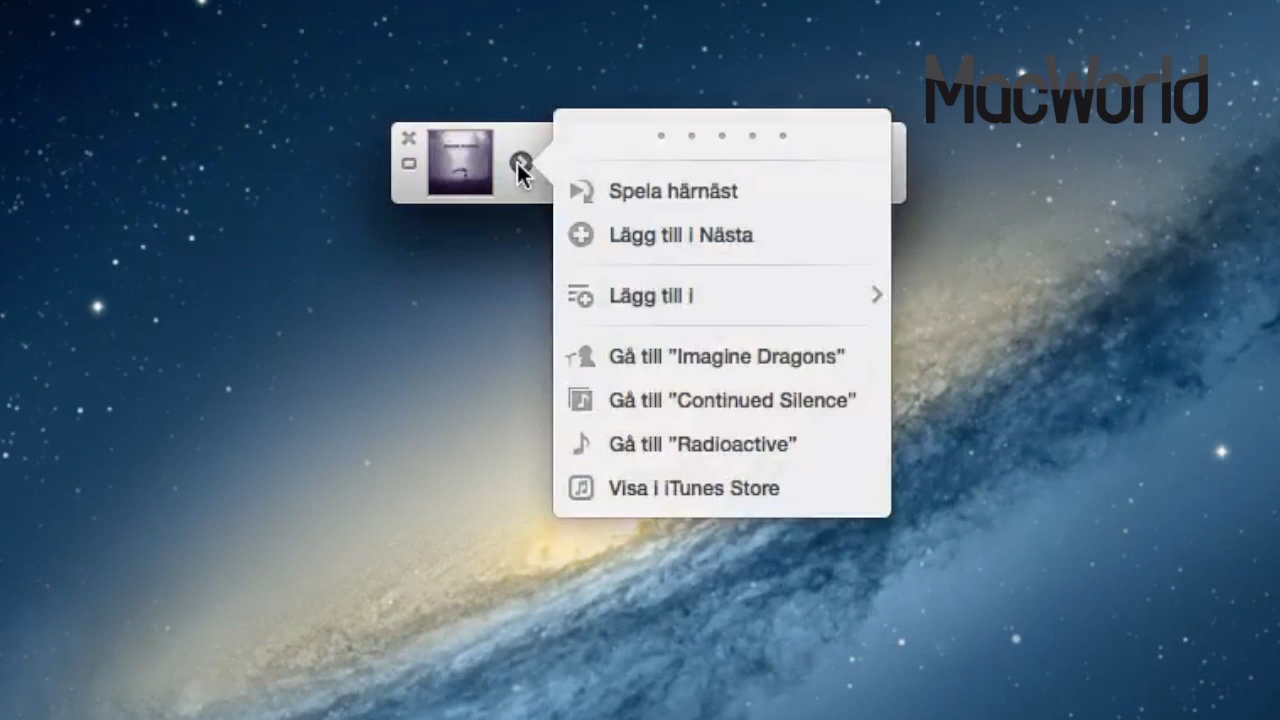 MacWorld
Spela härnäst
Lägg till i Nästa
Lägg till i
Gå till ”Imagine Dragons”
Gå till ”Continued Silence”
Gå till ”Radioactive”
Visa i iTunes Store